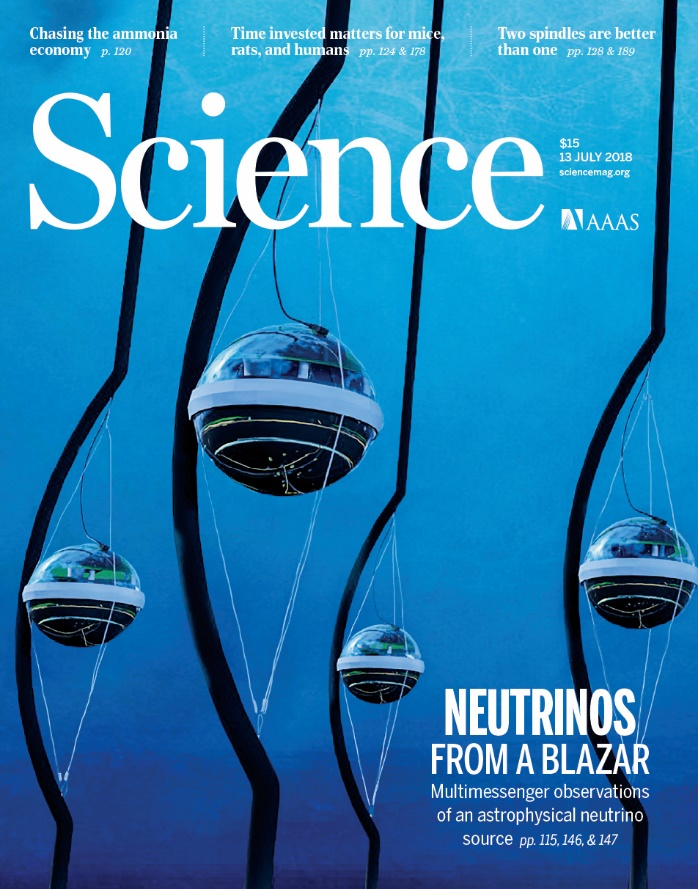 Chasing the ammonia
economy p. 120
Time invested matters for mice,
rats, and humans pp. 124 & 178
Two spindles are better
than one pp. 128 & 189
Science
$15
13 JULY 2018
sciencemag.org
AAAS
NEUTRINOS
FROM A BLAZAR
Multimessenger observations
of an astrophysical neutrino
source pp. 115, 146, & 147